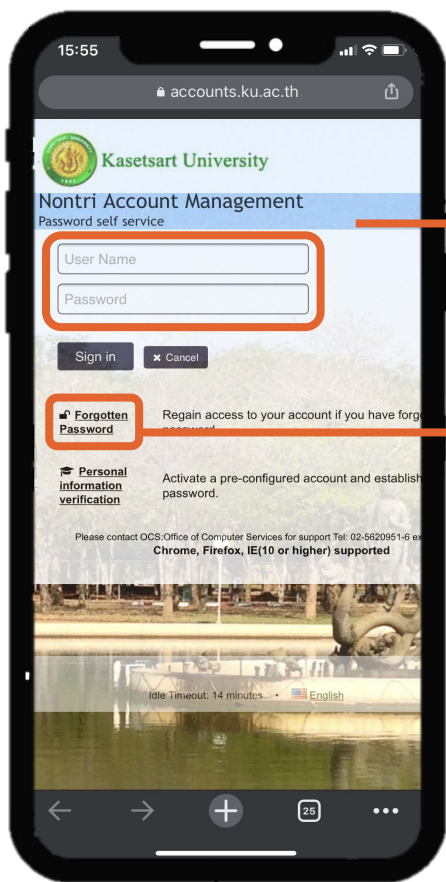 15:55
accounts.ku.ac.th
Kasetsart University
Nontri Account Management
Password self service
User Name
Password
Sign in
✖ Cancel
Forgotten Password
Regain access to your account if you have
password
Personal information verification
Activate a pre-configured account and establish
password.
Please contact OCS:Office of Computer Services for support Tel: 02-5620951-6
Chrome, Firefox, IE(10 or higher) supported
Idle Timeout: 14 minutes • English
25